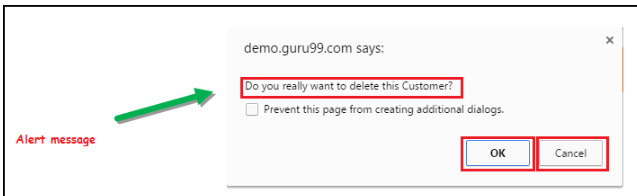 demo.guru99.com says:
×
Do you really want to delete this Customer?
Prevent this page from creating additional dialogs.
Alert message
OK
Cancel